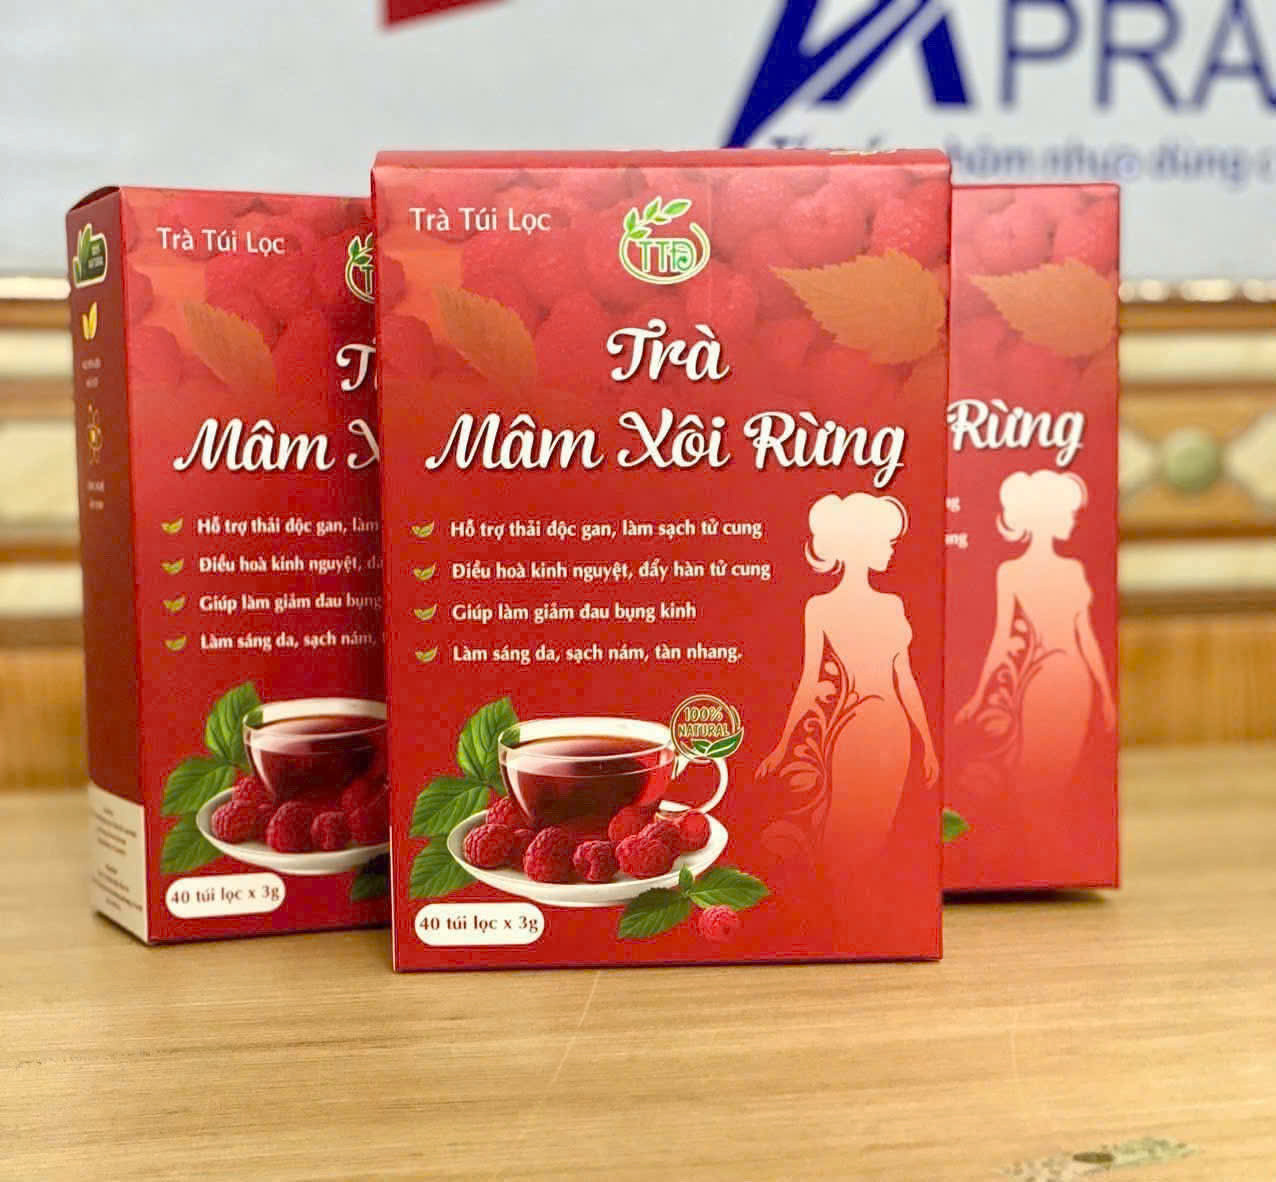 PRA
dùng
Trà Túi Lọc
TTB
Trà
Mâm Xôi Rừng
Hỗ trợ thải độc gan, làm sạch tử cung
Điều hoà kinh nguyệt, đẩy hàn tử cung
Giúp làm giảm đau bụng kinh
Làm sáng da, sạch nám, tàn nhang.
100%
NATURAL
40 túi lọc x 3g
Trà Túi Lọc
Mâm X
Hỗ trợ thải độc gan, làm
Điều hoà kinh nguyệt, đ
Giúp làm giảm đau bụng
Làm sáng da, sạch nám,
40 túi lọc x 3g
Rừng